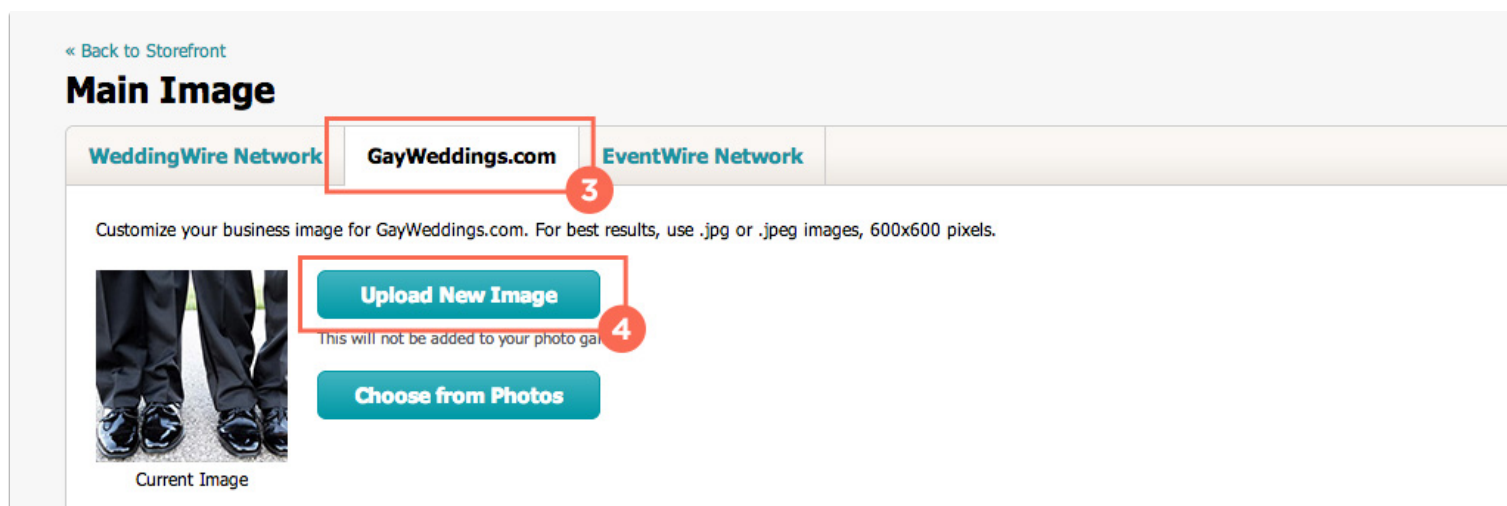 « Back to Storefront
Main Image
WeddingWire Network GayWeddings.com EventWire Network
3
Customize your business image for GayWeddings.com. For best results, use .jpg or .jpeg images, 600x600 pixels.
Upload New Image
4
This will not be added to your photo
Choose from Photos
Current Image